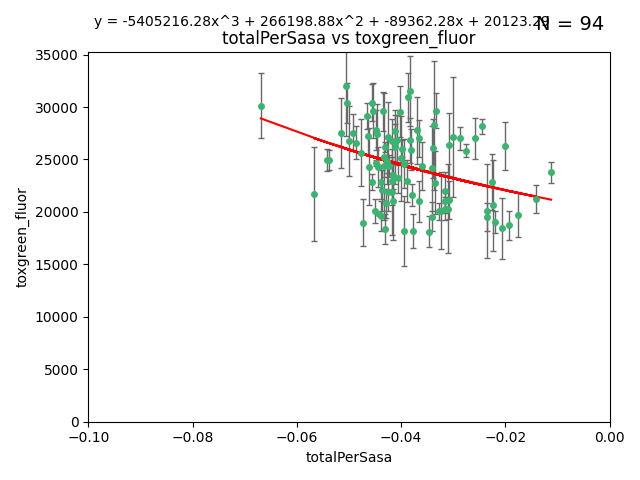 y = -5405216.28x^3 + 266198.88x^2 + -89362.28x + 20123.29
N = 94
totalPerSasa vs toxgreen_fluor
35000
30000
25000
20000
15000
10000
5000
0
toxgreen_fluor
−0.10
−0.08
−0.06
−0.04
−0.02
0.00
totalPerSasa